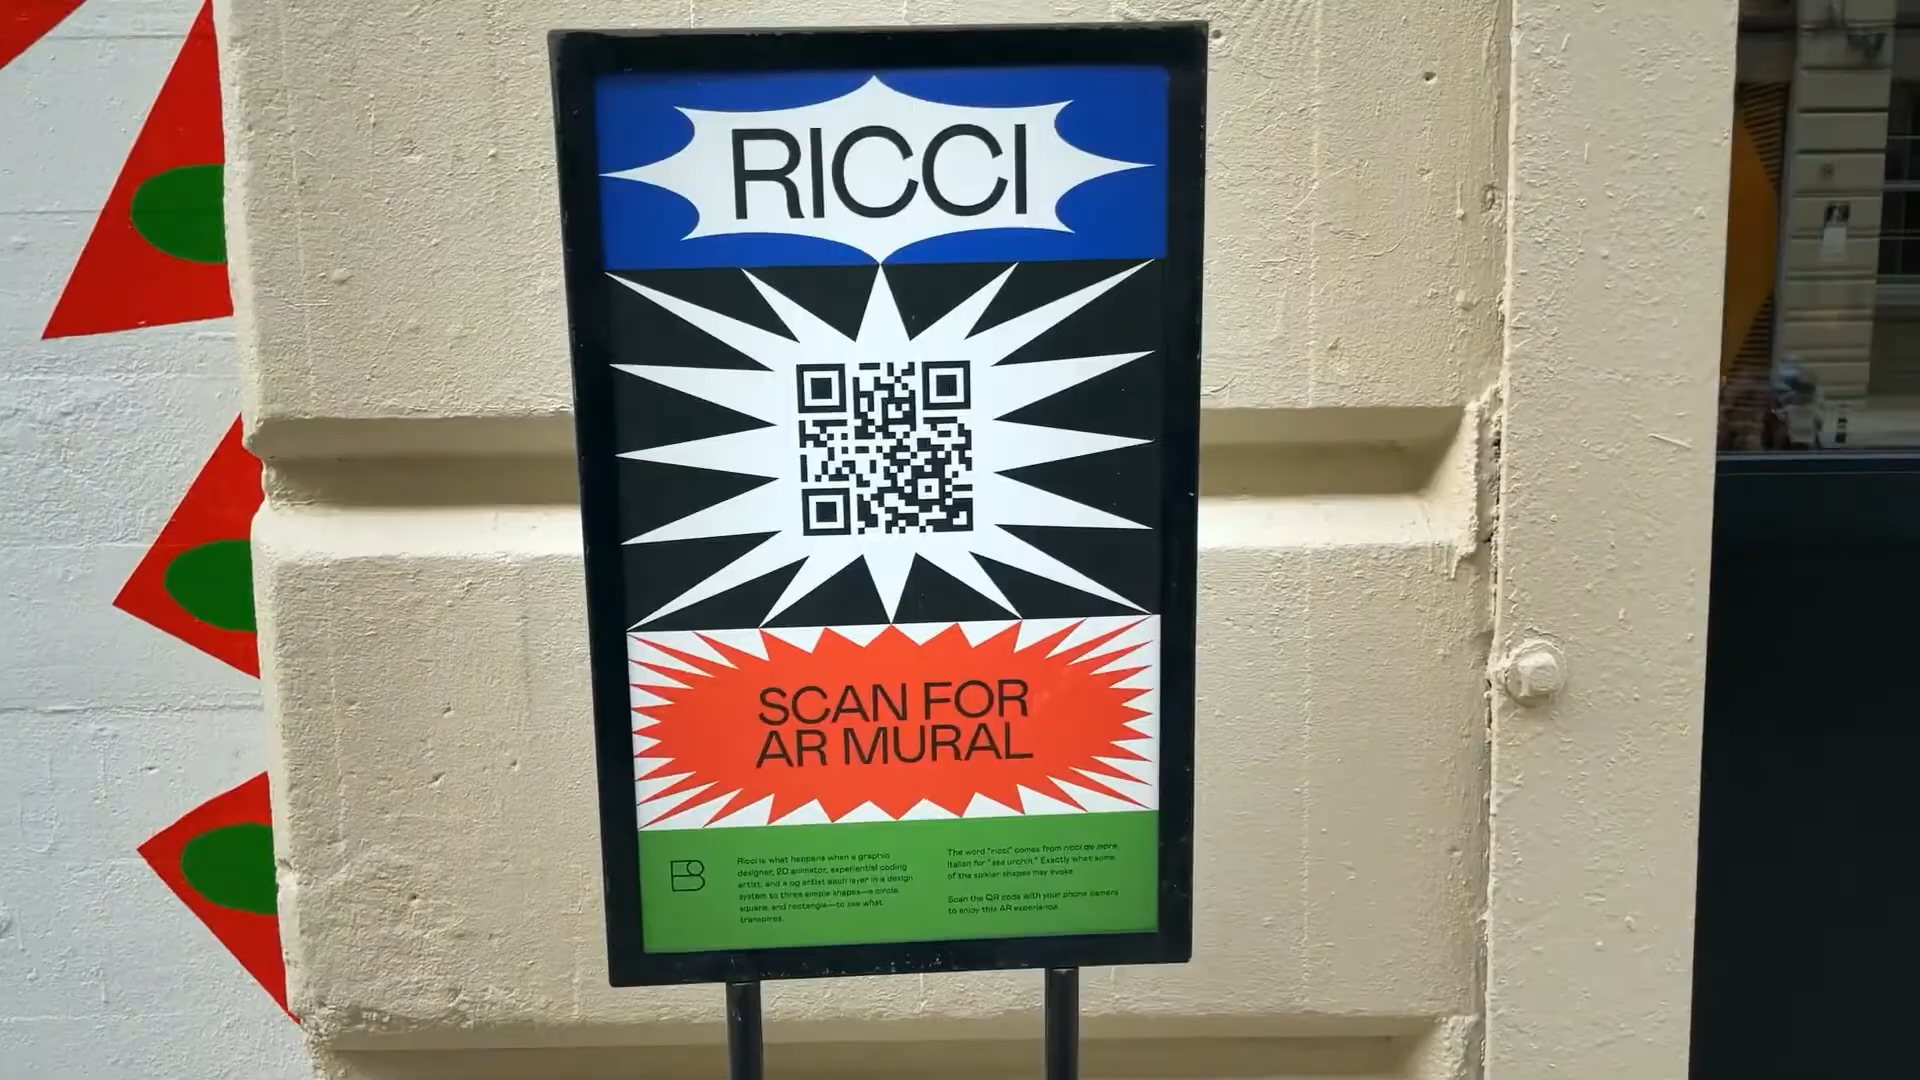 RICCI
SCAN FOR
AR MURAL
Ricci is what happens when a graphic
designer, 2D animator, experiential coding
artist, and a cg artist each layer in a design
system to three simple shapes—a circle,
square, and rectangle—to see what
transpires.
The word "ricci" comes from ricci de mare,
Italian for "sea urchin." Exactly what some
of the spikier shapes may evoke.
Scan the QR code with your phone camera
to enjoy this AR experience.